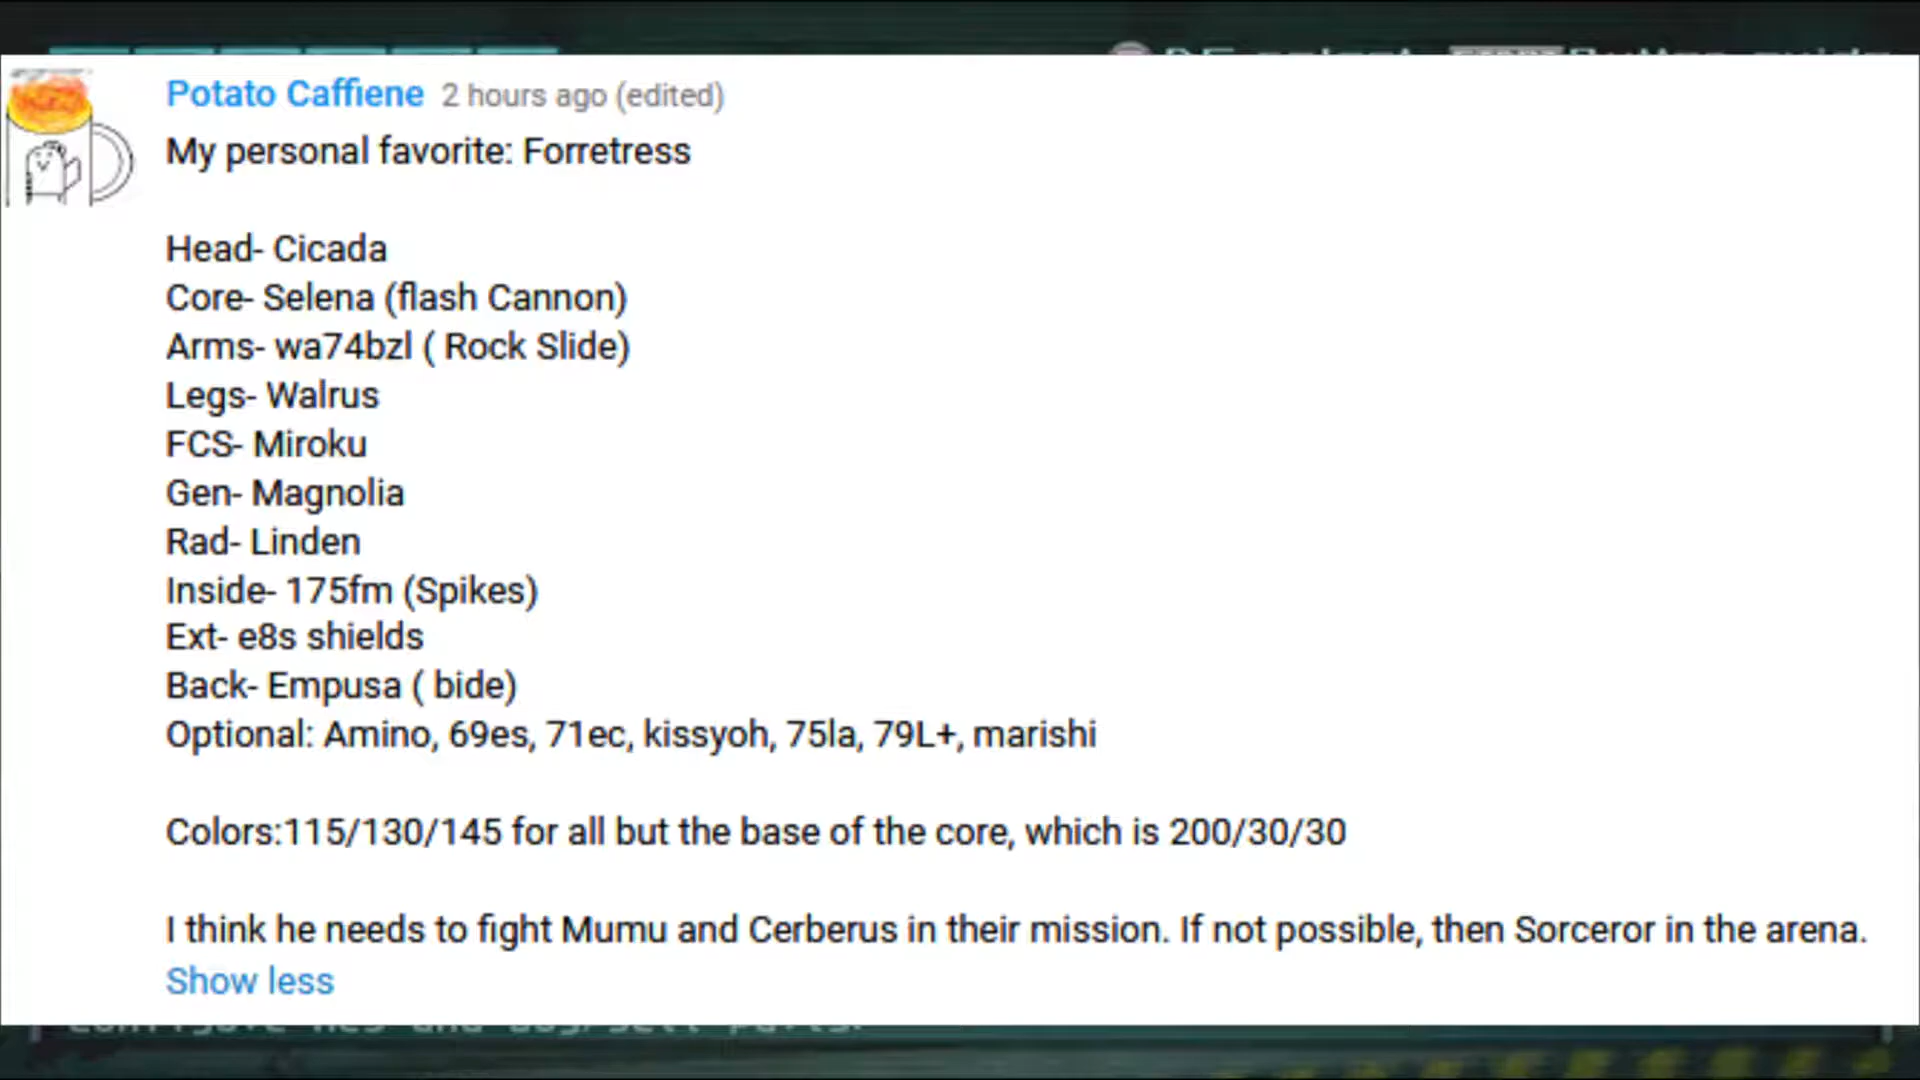 Potato Caffiene 2 hours ago (edited)
My personal favorite: Forretress
Head- Cicada
Core- Selena (flash Cannon)
Arms- wa74bzl ( Rock Slide)
Legs- Walrus
FCS- Miroku
Gen- Magnolia
Rad- Linden
Inside- 175fm (Spikes)
Ext- e8s shields
Back- Empusa ( bide)
Optional: Amino, 69es, 71ec, kissyoh, 75la, 79L+, marishi
Colors:115/130/145 for all but the base of the core, which is 200/30/30
I think he needs to fight Mumu and Cerberus in their mission. If not possible, then Sorceror in the arena.
Show less